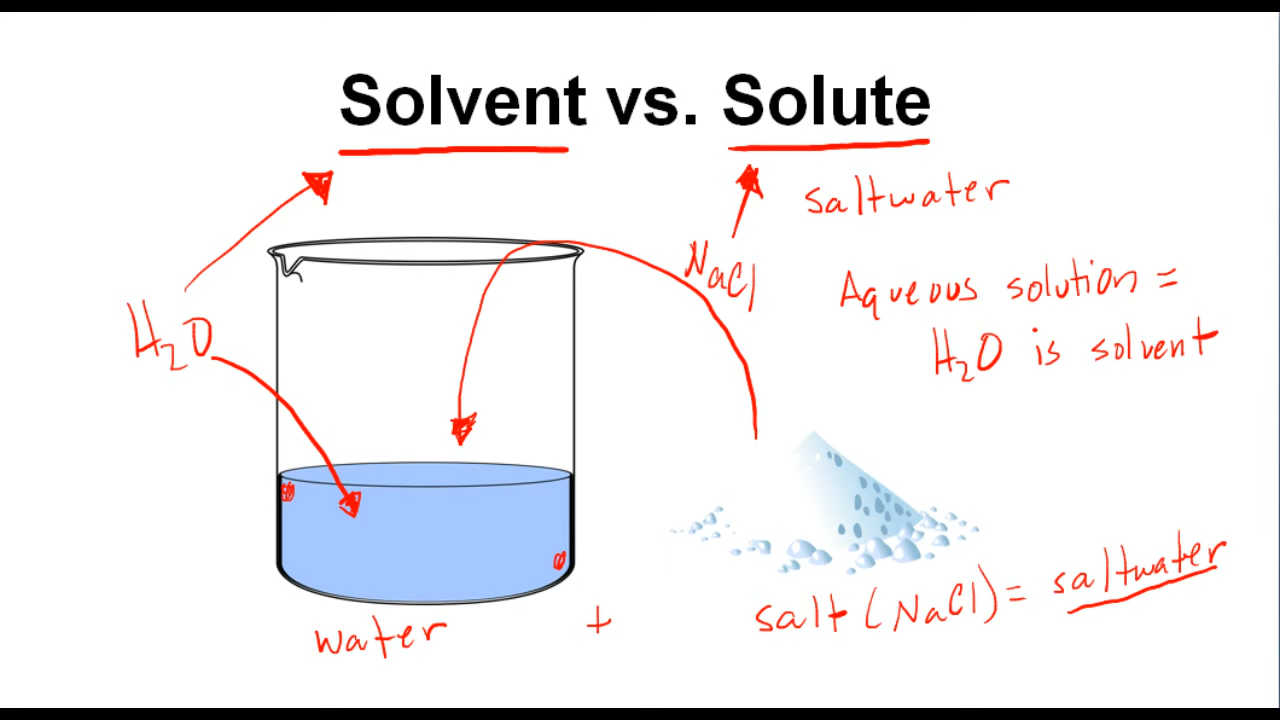 Solvent vs. Solute
saltwater
NaCl
Aqueous solution =
H₂O
H₂O is solvent
water + salt (NaCl) = saltwater